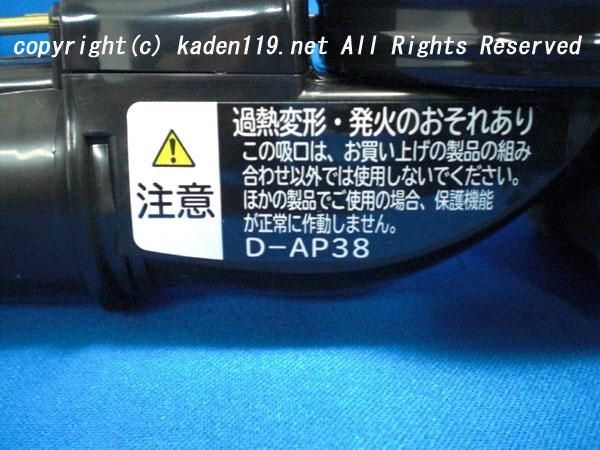 copyright(c) kaden119.net All Rights Reserved
過熱変形・発火のおそれあり
注意
この吸口は、お買い上げの製品の組み
合わせ以外では使用しないでください。
ほかの製品でご使用の場合、保護機能
が正常に作動しません。
D-AP38